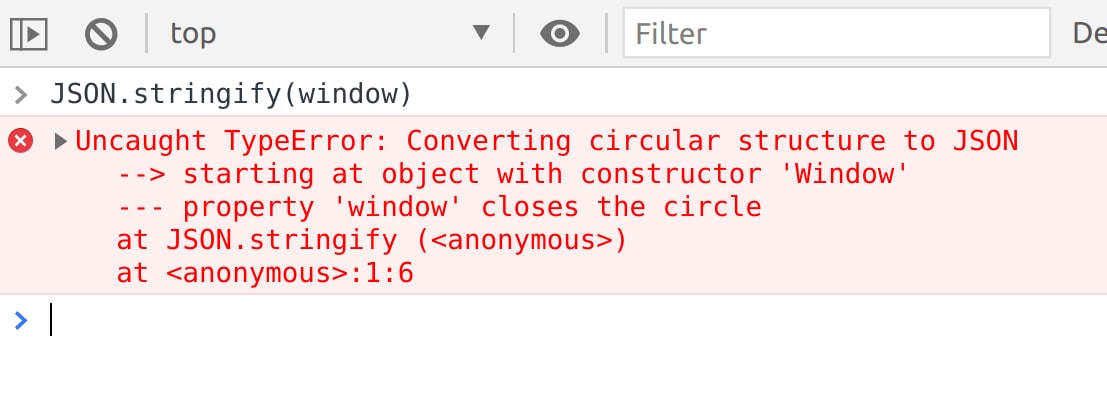 top Filter De
> JSON.stringify(window)
Uncaught TypeError: Converting circular structure to JSON
--> starting at object with constructor 'Window'
--- property 'window' closes the circle
at JSON.stringify (<anonymous>)
at <anonymous>:1:6
>